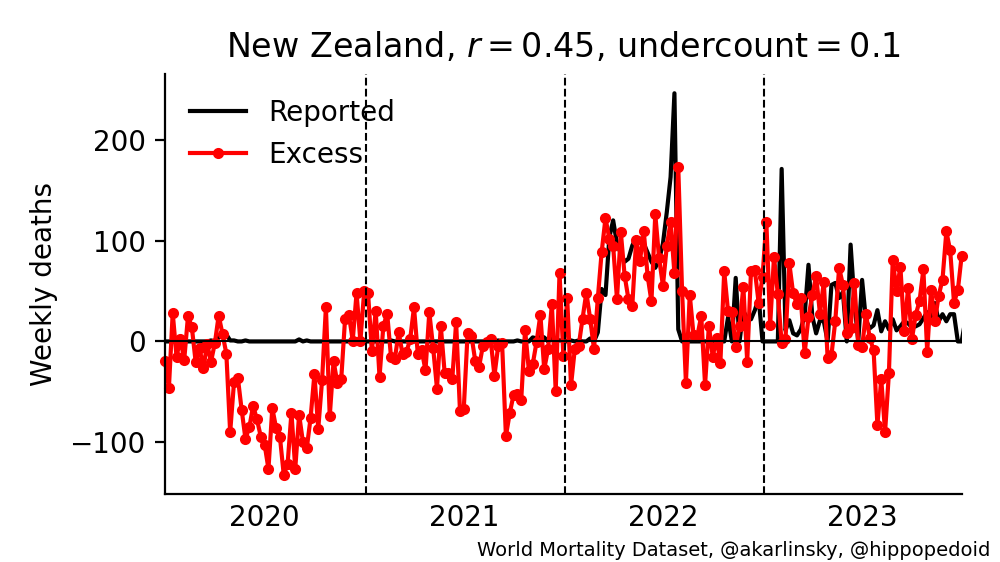 New Zealand, r = 0.45, undercount = 0.1
Reported
Excess
Weekly deaths
200
100
0
−100
2020 2021 2022 2023
World Mortality Dataset, @akarlinsky, @hippopedoid